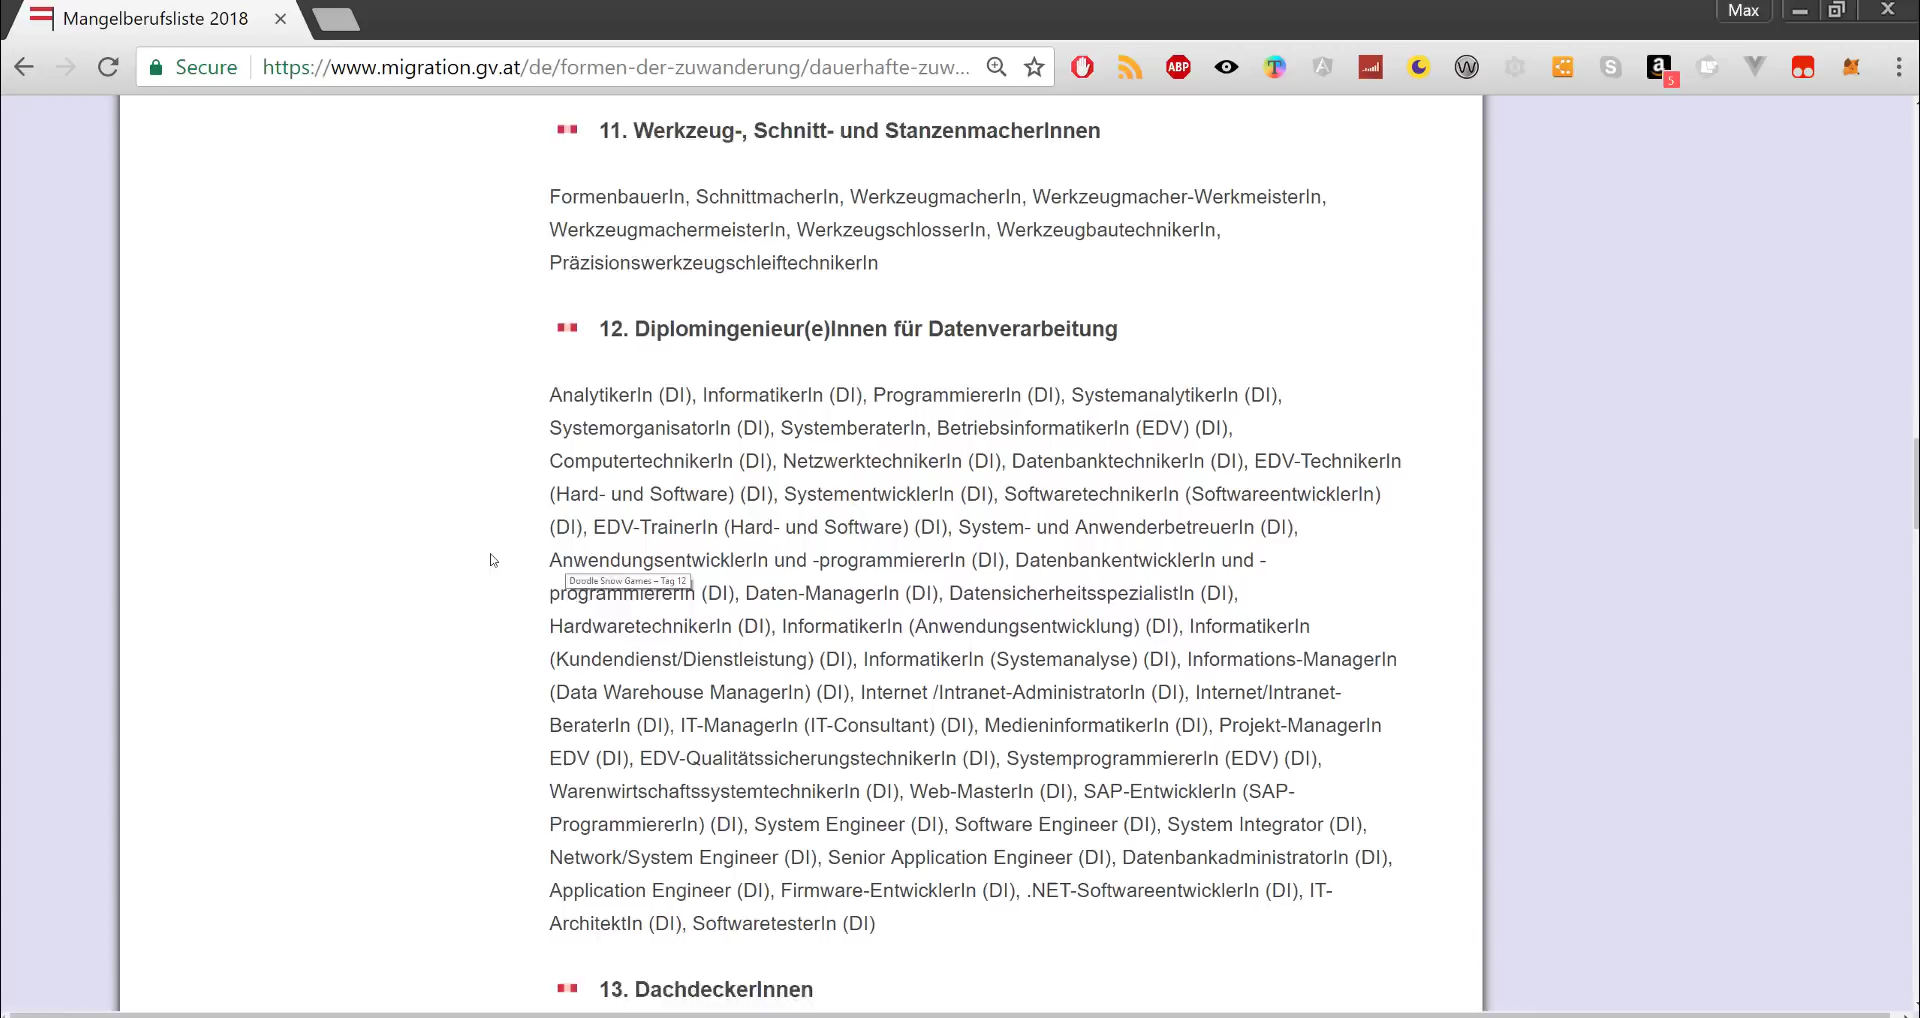 Mangelberufsliste 2018
Max
Secure https://www.migration.gv.at/de/formen-der-zuwanderung/dauerhafte-zuw...
ABP
S
11. Werkzeug-, Schnitt- und StanzenmacherInnen
FormenbauerIn, SchnittmacherIn, WerkzeugmacherIn, Werkzeugmacher-WerkmeisterIn,
WerkzeugmachermeisterIn, WerkzeugschlosserIn, WerkzeugbautechnikerIn,
PräzisionswerkzeugschleiftechnikerIn
12. Diplomingenieur(e)Innen für Datenverarbeitung
AnalytikerIn (DI), InformatikerIn (DI), ProgrammiererIn (DI), SystemanalytikerIn (DI),
SystemorganisatorIn (DI), SystemberaterIn, BetriebsinformatikerIn (EDV) (DI),
ComputertechnikerIn (DI), NetzwerktechnikerIn (DI), DatenbanktechnikerIn (DI), EDV-TechnikerIn
(Hard- und Software) (DI), SystementwicklerIn (DI), SoftwaretechnikerIn (SoftwareentwicklerIn)
(DI), EDV-TrainerIn (Hard- und Software) (DI), System- und AnwenderbetreuerIn (DI),
AnwendungsentwicklerIn und -programmiererIn (DI), DatenbankentwicklerIn und -
Doodle Snow Games – Tag 12
programmiererIn (DI), Daten-ManagerIn (DI), DatensicherheitsspezialistIn (DI),
HardwaretechnikerIn (DI), InformatikerIn (Anwendungsentwicklung) (DI), InformatikerIn
(Kundendienst/Dienstleistung) (DI), InformatikerIn (Systemanalyse) (DI), Informations-ManagerIn
(Data Warehouse ManagerIn) (DI), Internet /Intranet-AdministratorIn (DI), Internet/Intranet-
BeraterIn (DI), IT-ManagerIn (IT-Consultant) (DI), MedieninformatikerIn (DI), Projekt-ManagerIn
EDV (DI), EDV-QualitätssicherungstechnikerIn (DI), SystemprogrammiererIn (EDV) (DI),
WarenwirtschaftssystemtechnikerIn (DI), Web-MasterIn (DI), SAP-EntwicklerIn (SAP-
ProgrammiererIn) (DI), System Engineer (DI), Software Engineer (DI), System Integrator (DI),
Network/System Engineer (DI), Senior Application Engineer (DI), DatenbankadministratorIn (DI),
Application Engineer (DI), Firmware-EntwicklerIn (DI), .NET-SoftwareentwicklerIn (DI), IT-
ArchitektIn (DI), SoftwaretesterIn (DI)
13. DachdeckerInnen